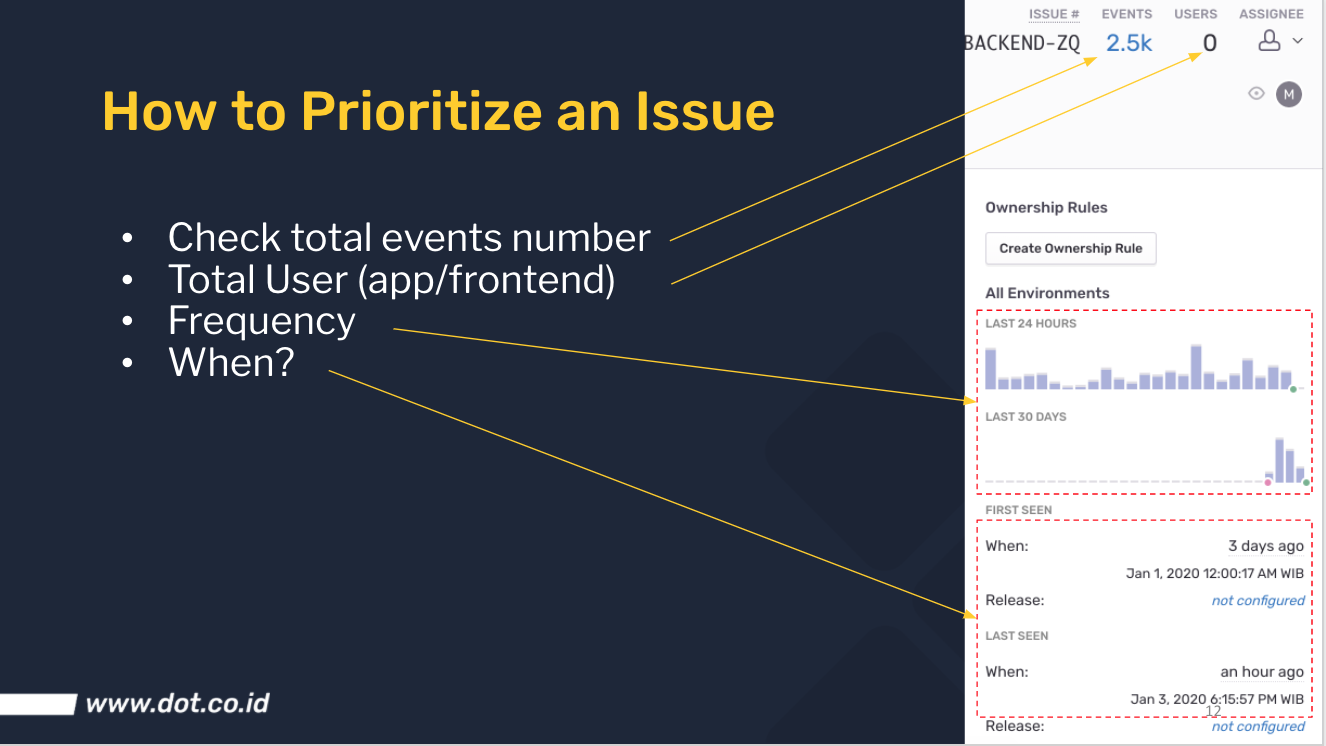 How to Prioritize an Issue
• Check total events number
• Total User (app/frontend)
• Frequency
• When?
www.dot.co.id
ISSUE # EVENTS USERS ASSIGNEE
BACKEND-ZQ 2.5k 0
M
Ownership Rules
Create Ownership Rule
All Environments
LAST 24 HOURS
LAST 30 DAYS
FIRST SEEN
When: 3 days ago
Jan 1, 2020 12:00:17 AM WIB
Release: not configured
LAST SEEN
When: an hour ago
Jan 3, 2020 6:15:57 PM WIB
12
Release: not configured